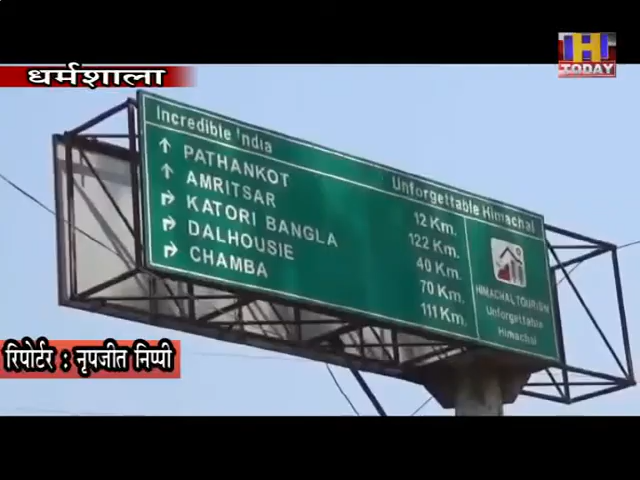 IHI
TODAY
धर्मशाला
Incredible India
Unforgettable Himachal
PATHANKOT 12 Km.
AMRITSAR 122 Km.
KATORI BANGLA 40 Km.
DALHOUSIE 70 Km.
CHAMBA 111 Km.
HIMACHAL TOURISM
Unforgettable
Himachal
रिपोर्टर : नृपजीत निप्पी